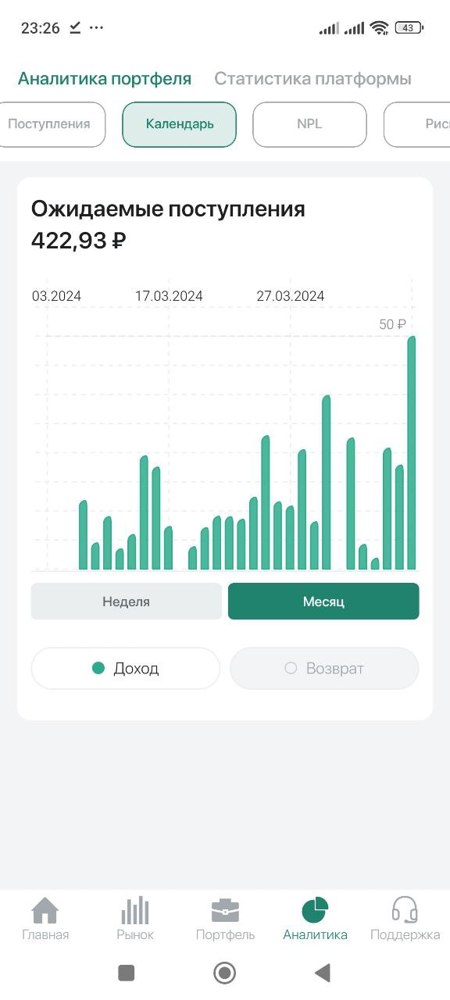 23:26
43
Аналитика портфеля Статистика платформы
Поступления Календарь NPL Рис
Ожидаемые поступления
422,93 ₽
03.2024 17.03.2024 27.03.2024
50 ₽
Неделя Месяц
Доход Возврат
Главная Рынок Портфель Аналитика Поддержка